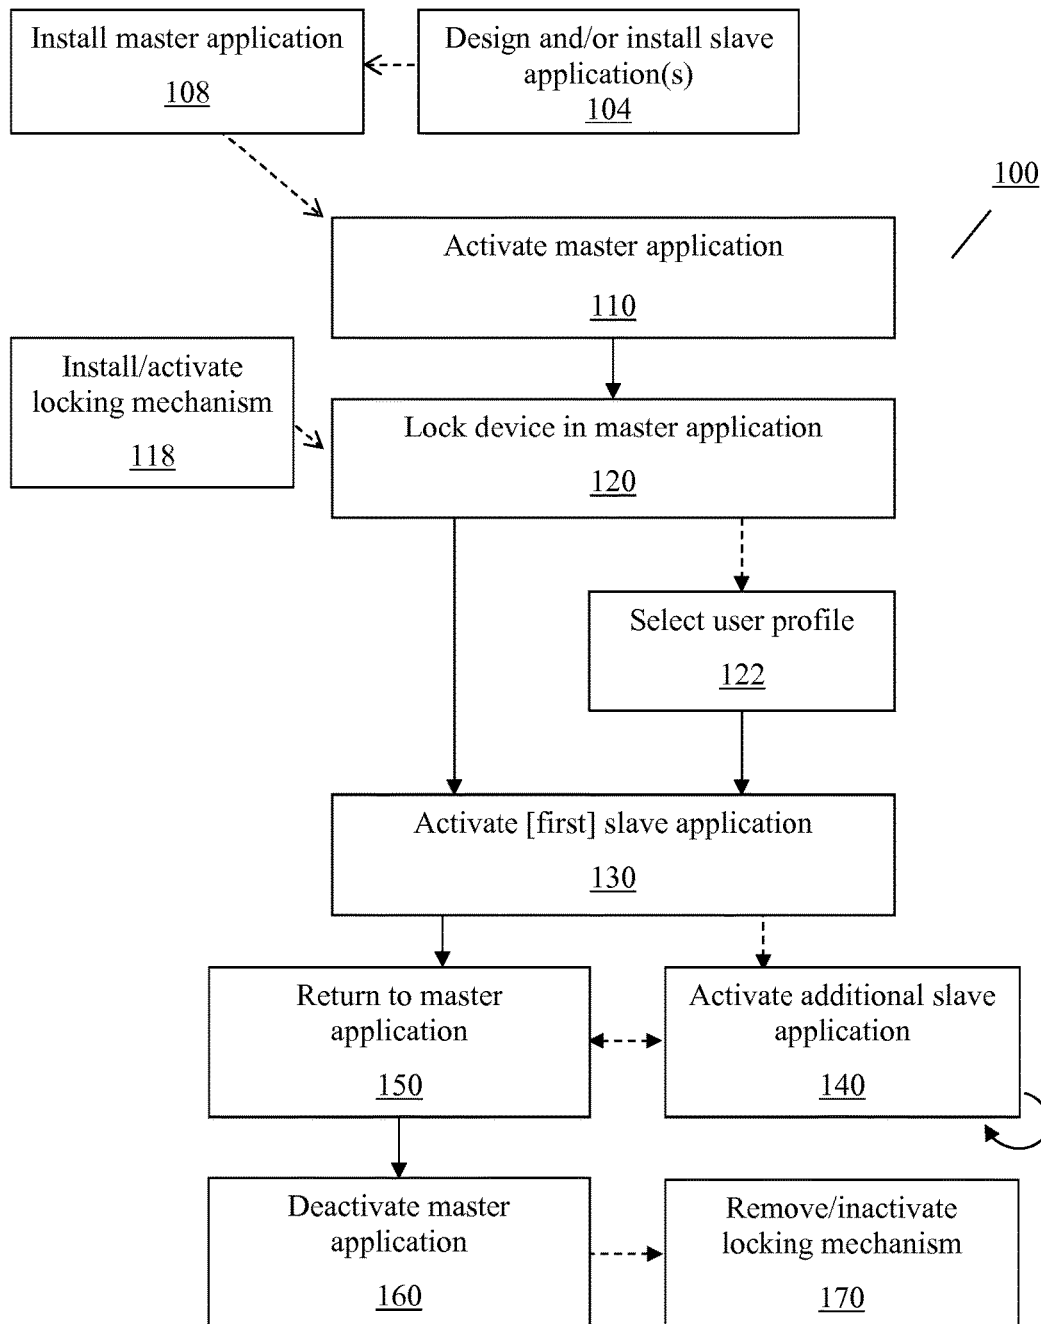 Install master application
108
Design and/or install slave
application(s)
104
100
Activate master application
110
Install/activate
locking mechanism
118
Lock device in master application
120
Select user profile
122
Activate [first] slave application
130
Return to master
application
150
Activate additional slave
application
140
Deactivate master
application
160
Remove/inactivate
locking mechanism
170